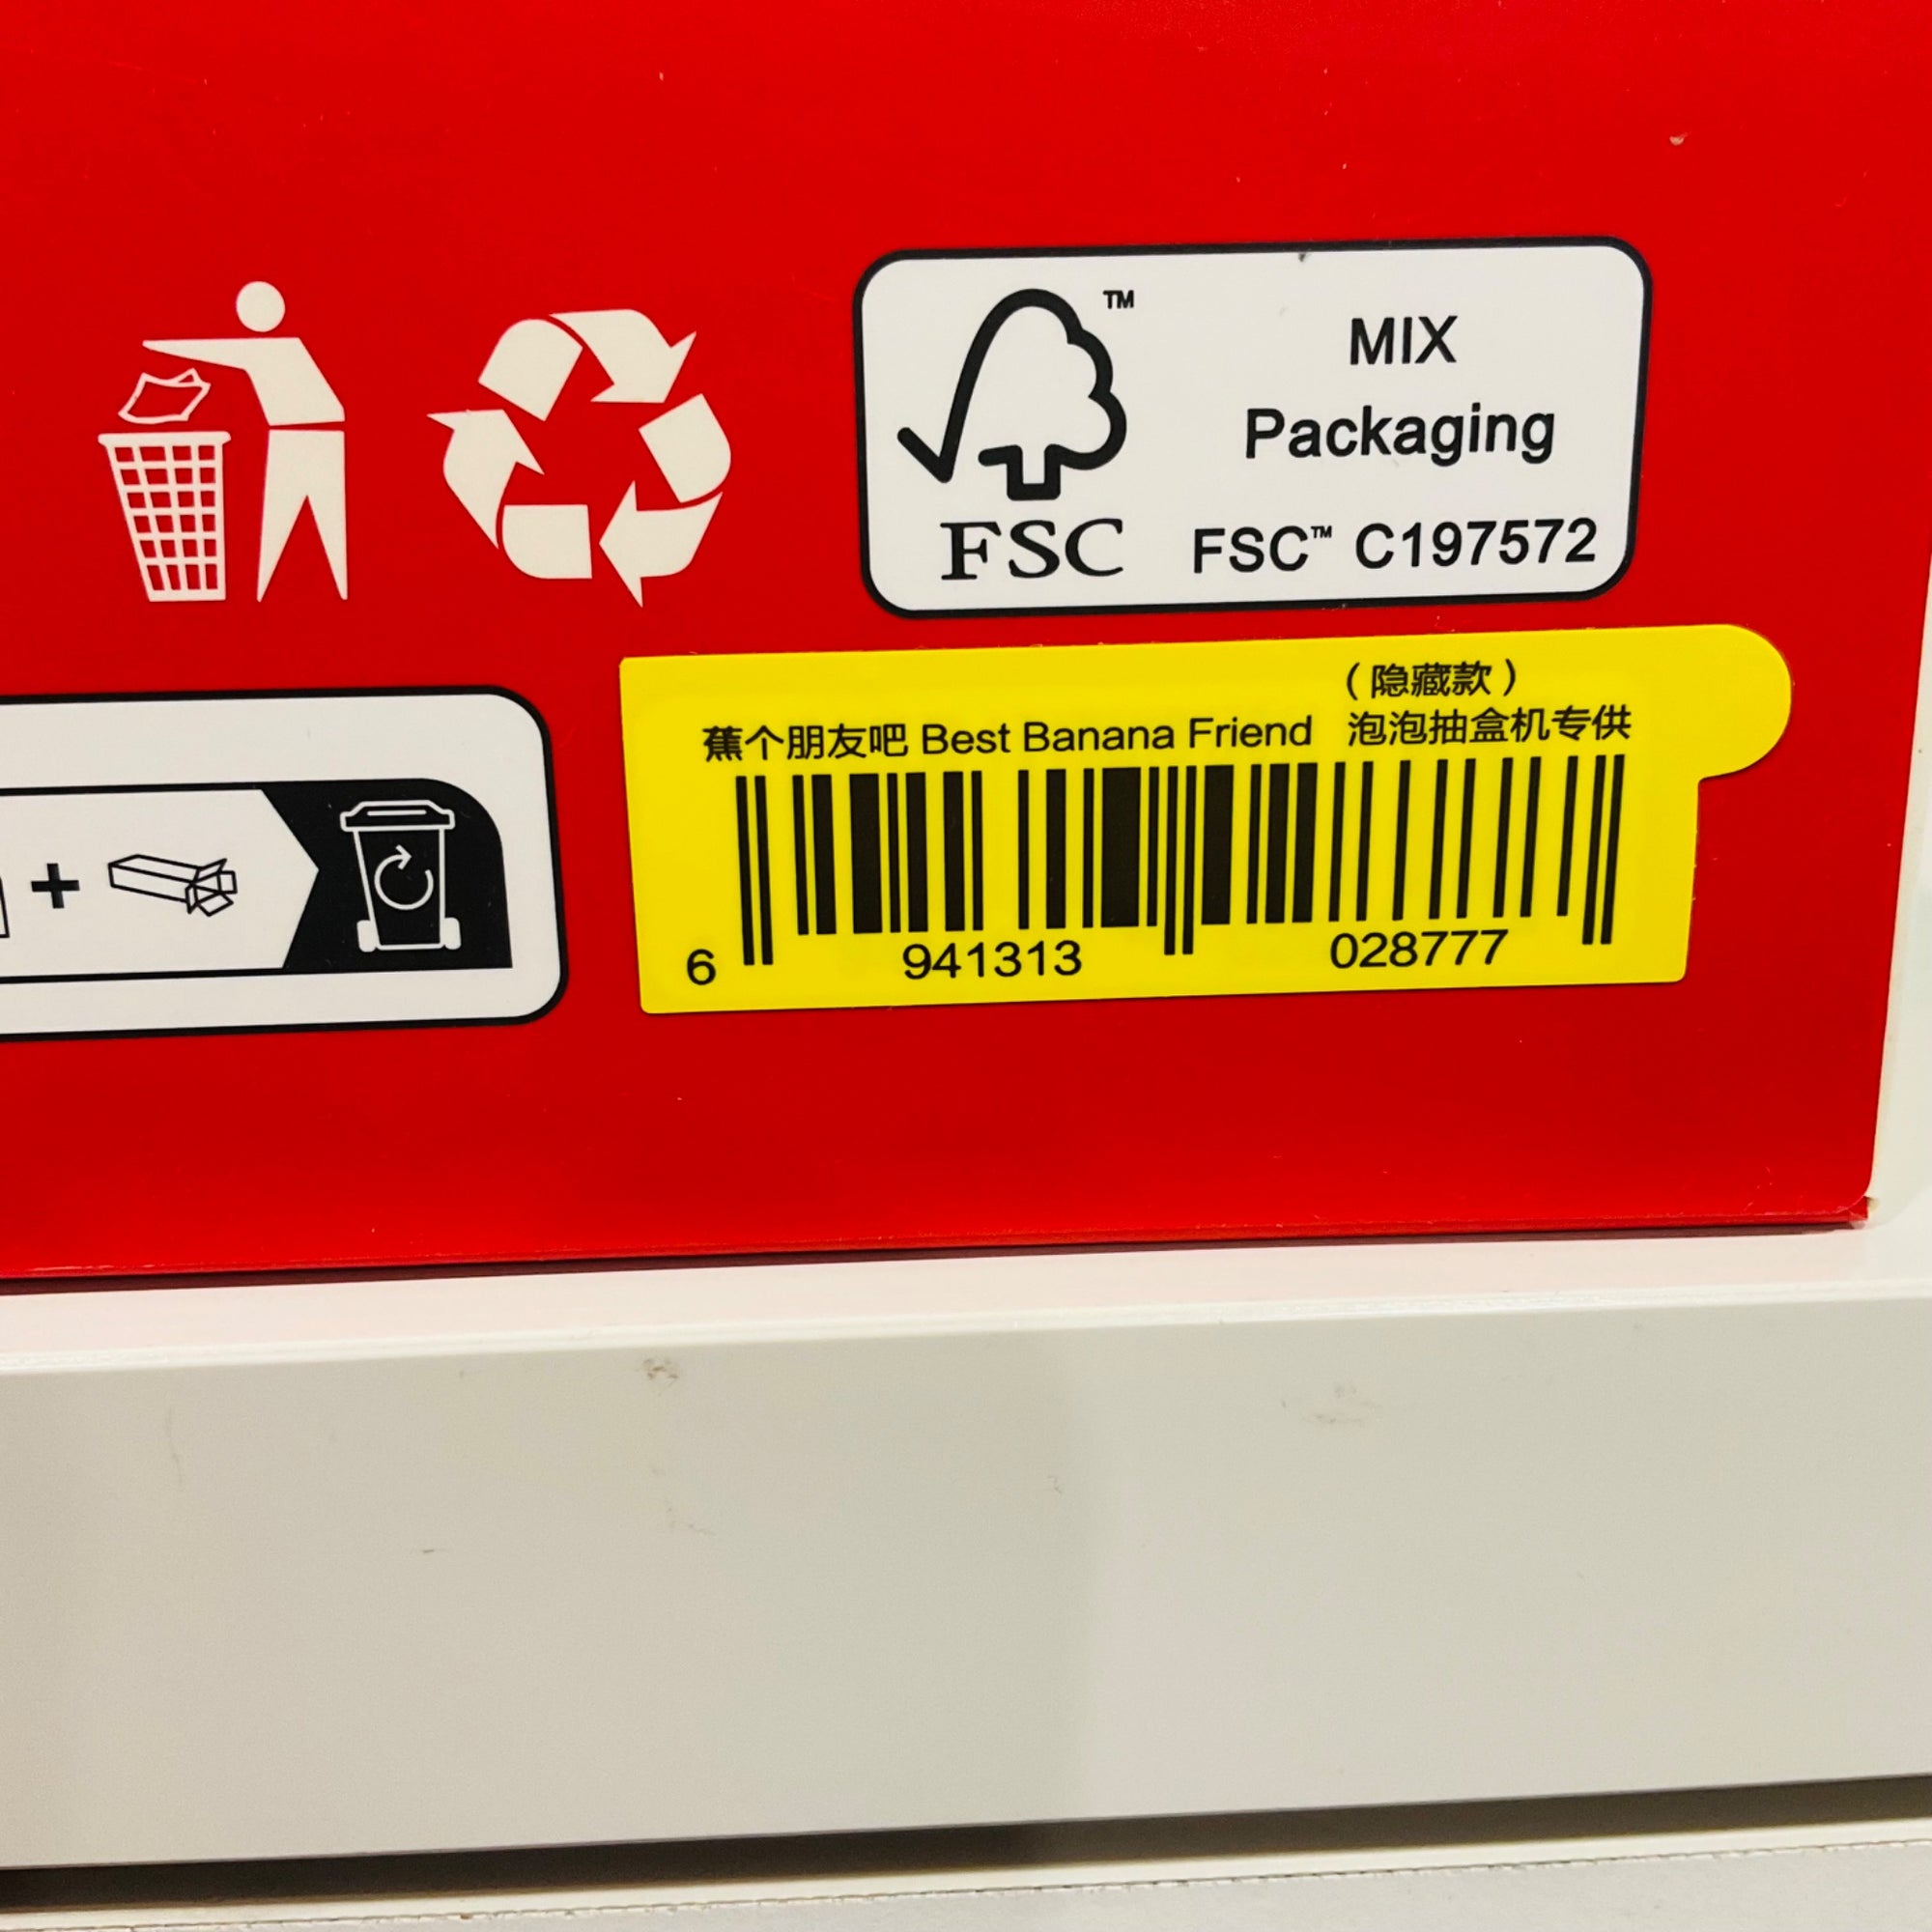 TM
MIX
Packaging
FSC
FSC™ C197572
（隐藏款）
蕉个朋友吧 Best Banana Friend 泡泡抽盒机专供
+
6 941313 028777